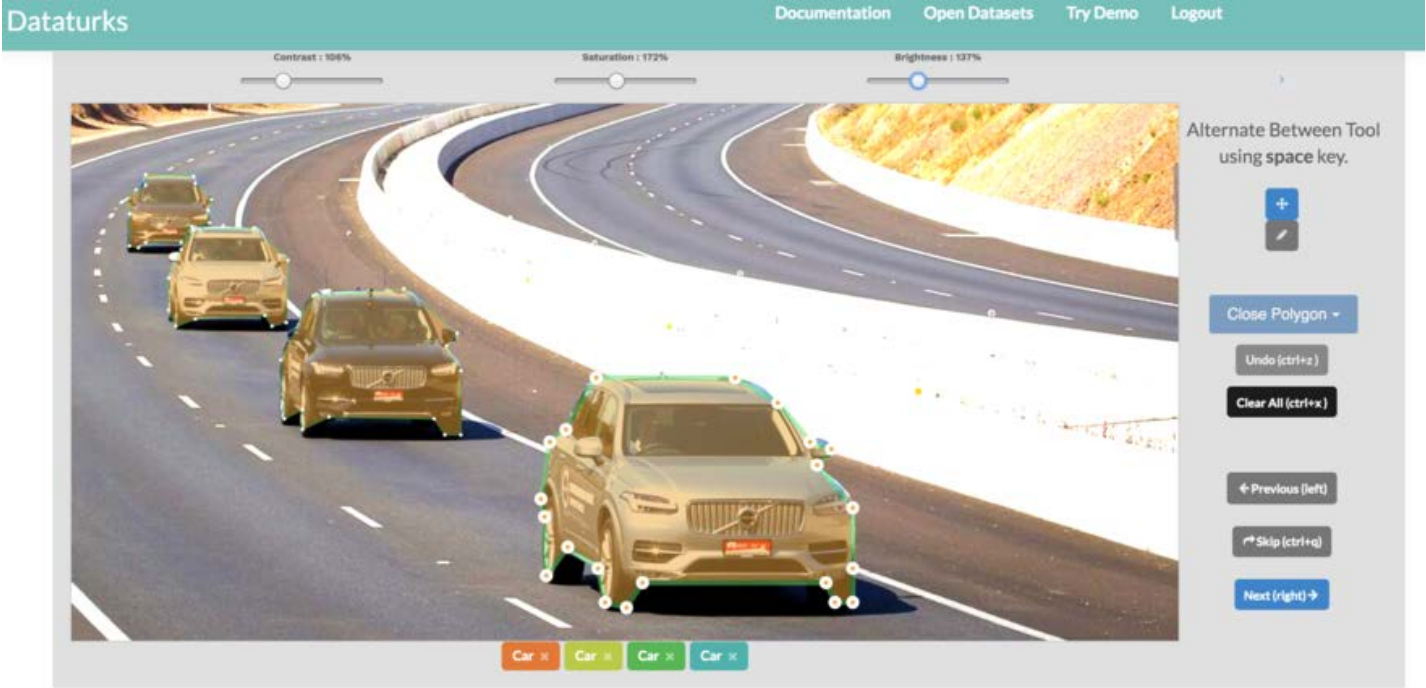 Dataturks
Documentation Open Datasets Try Demo Logout
Contrast : 106% Saturation : 172% Brightness : 137%
Alternate Between Tool
using space key.
Close Polygon
Undo (ctrl+z )
Clear All (ctrl+x )
Previous (left)
Skip (ctrl+q)
Next (right)
Car × Car × Car × Car ×